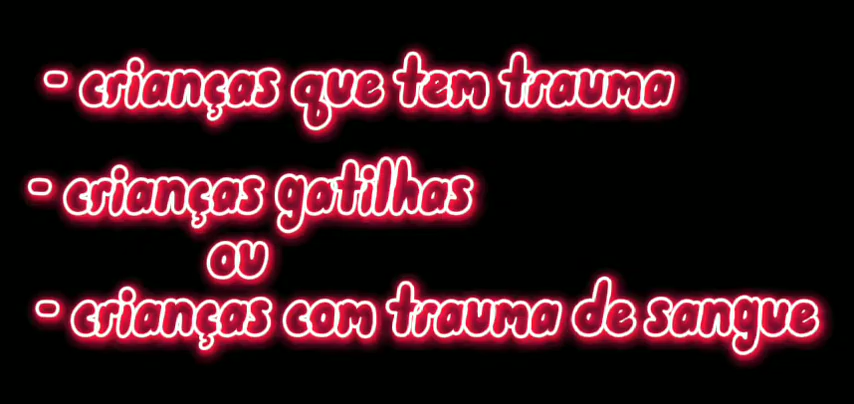 - crianças que tem trauma
- crianças gatilhas
ou
- crianças com trauma de sangue